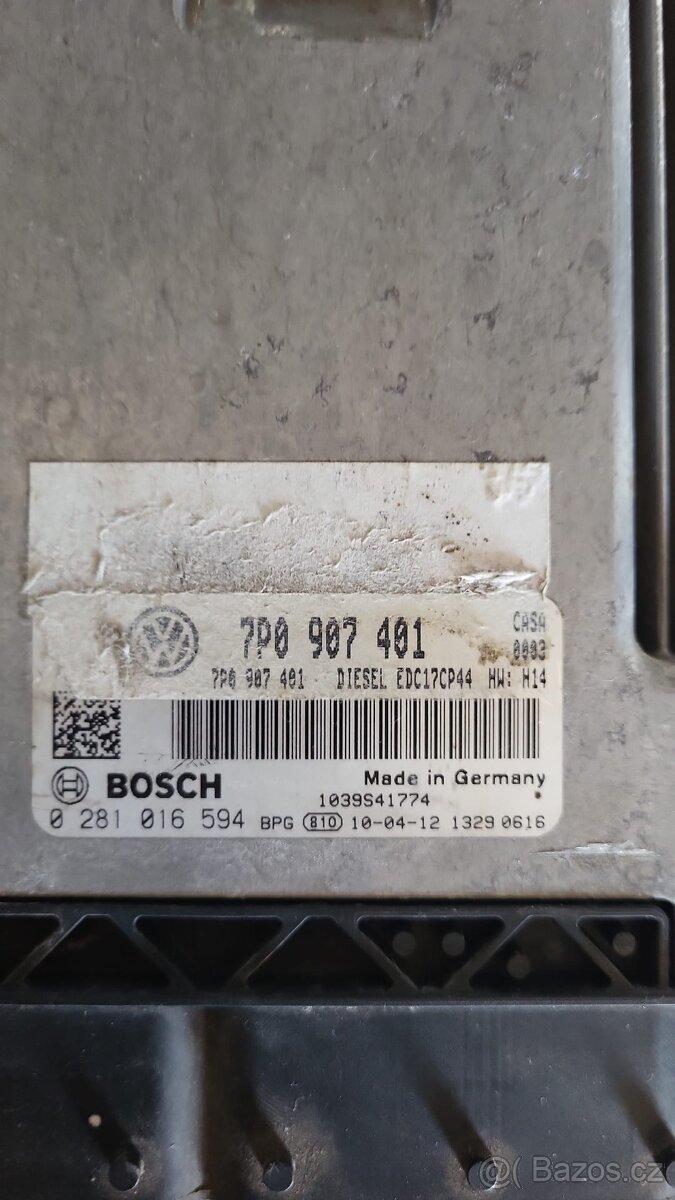 7P0 907 401 CASA
0003
7P0 907 401 DIESEL EDC17CP44 HW: H14
BOSCH Made in Germany
1039S41774
0 281 016 594 BPG 810 10-04-12 1329 0616
Bazos.cz